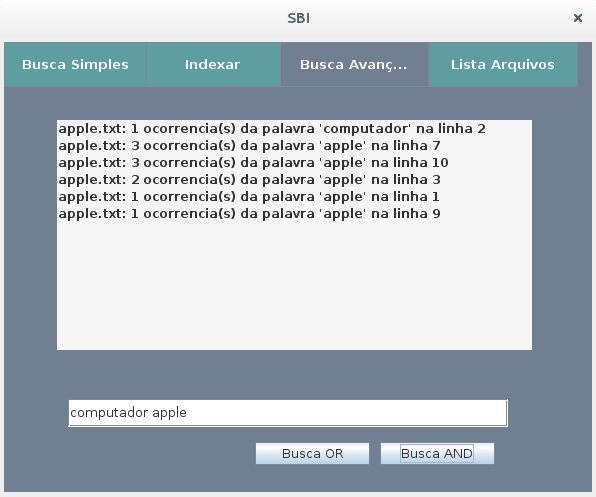 SBI ×
Busca Simples Indexar Busca Avanç... Lista Arquivos
apple.txt: 1 ocorrencia(s) da palavra 'computador' na linha 2
apple.txt: 3 ocorrencia(s) da palavra 'apple' na linha 7
apple.txt: 3 ocorrencia(s) da palavra 'apple' na linha 10
apple.txt: 2 ocorrencia(s) da palavra 'apple' na linha 3
apple.txt: 1 ocorrencia(s) da palavra 'apple' na linha 1
apple.txt: 1 ocorrencia(s) da palavra 'apple' na linha 9
computador apple
Busca OR Busca AND